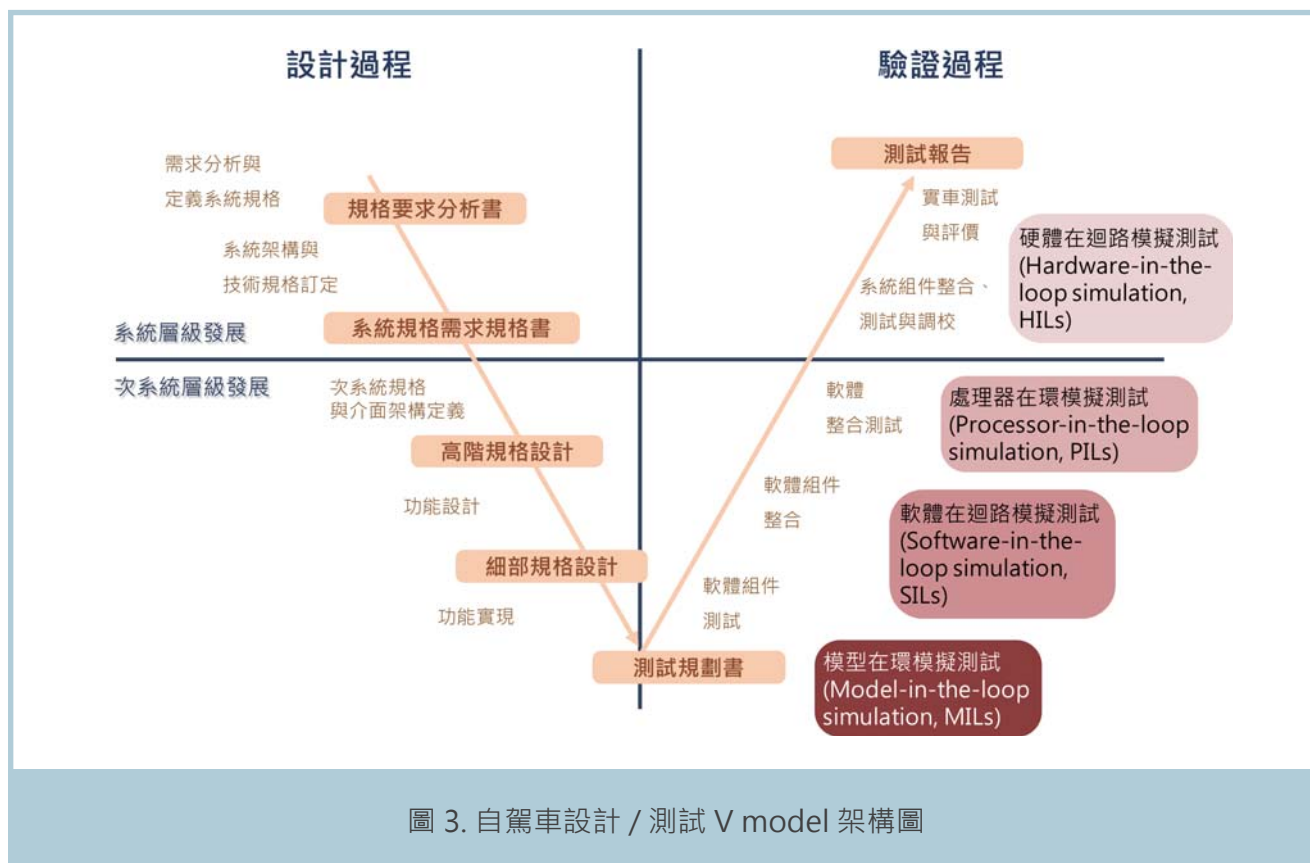 設計過程
需求分析與
定義系統規格
規格要求分析書
系統架構與
技術規格訂定
系統層級發展
系統規格需求規格書
次系統層級發展
次系統規格
與介面架構定義
高階規格設計
功能設計
細部規格設計
功能實現
測試規劃書
驗證過程
測試報告
實車測試
與評價
系統組件整合、
測試與調校
硬體在迴路模擬測試
(Hardware-in-the-
loop simulation,
HILs)
軟體
整合測試
處理器在環模擬測試
(Processor-in-the-loop
simulation, PILs)
軟體組件
整合
軟體在迴路模擬測試
(Software-in-the-
loop simulation,
SILs)
軟體組件
測試
模型在環模擬測試
(Model-in-the-loop
simulation, MILs)
圖 3. 自駕車設計 / 測試 V model 架構圖